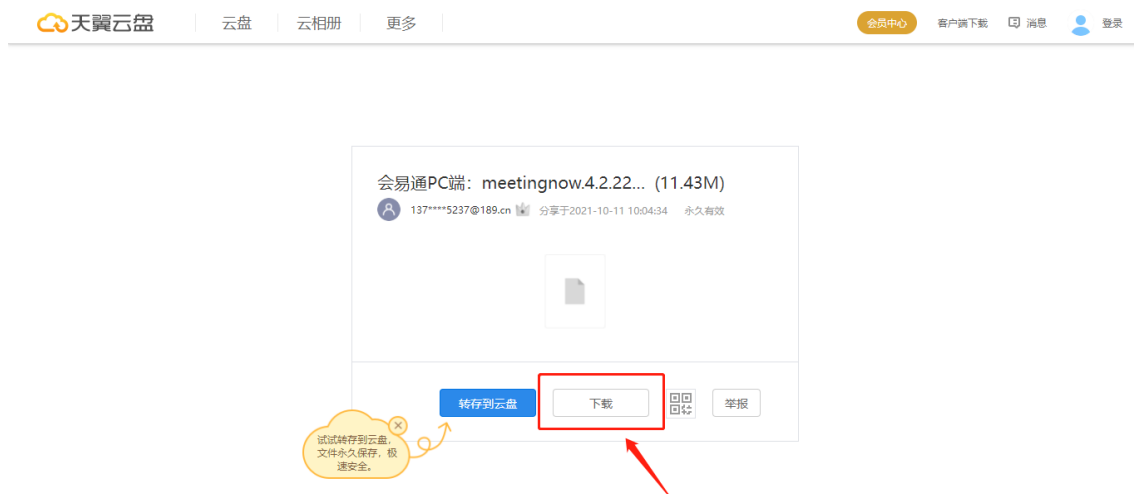 天翼云盘 云盘 云相册 更多 会员中心 客户端下载 消息 登录
会易通PC端：meetingnow.4.2.22... (11.43M)
137****5237@189.cn 分享于2021-10-11 10:04:34 永久有效
转存到云盘 下载 举报
试试转存到云盘，
文件永久保存，极
速安全。